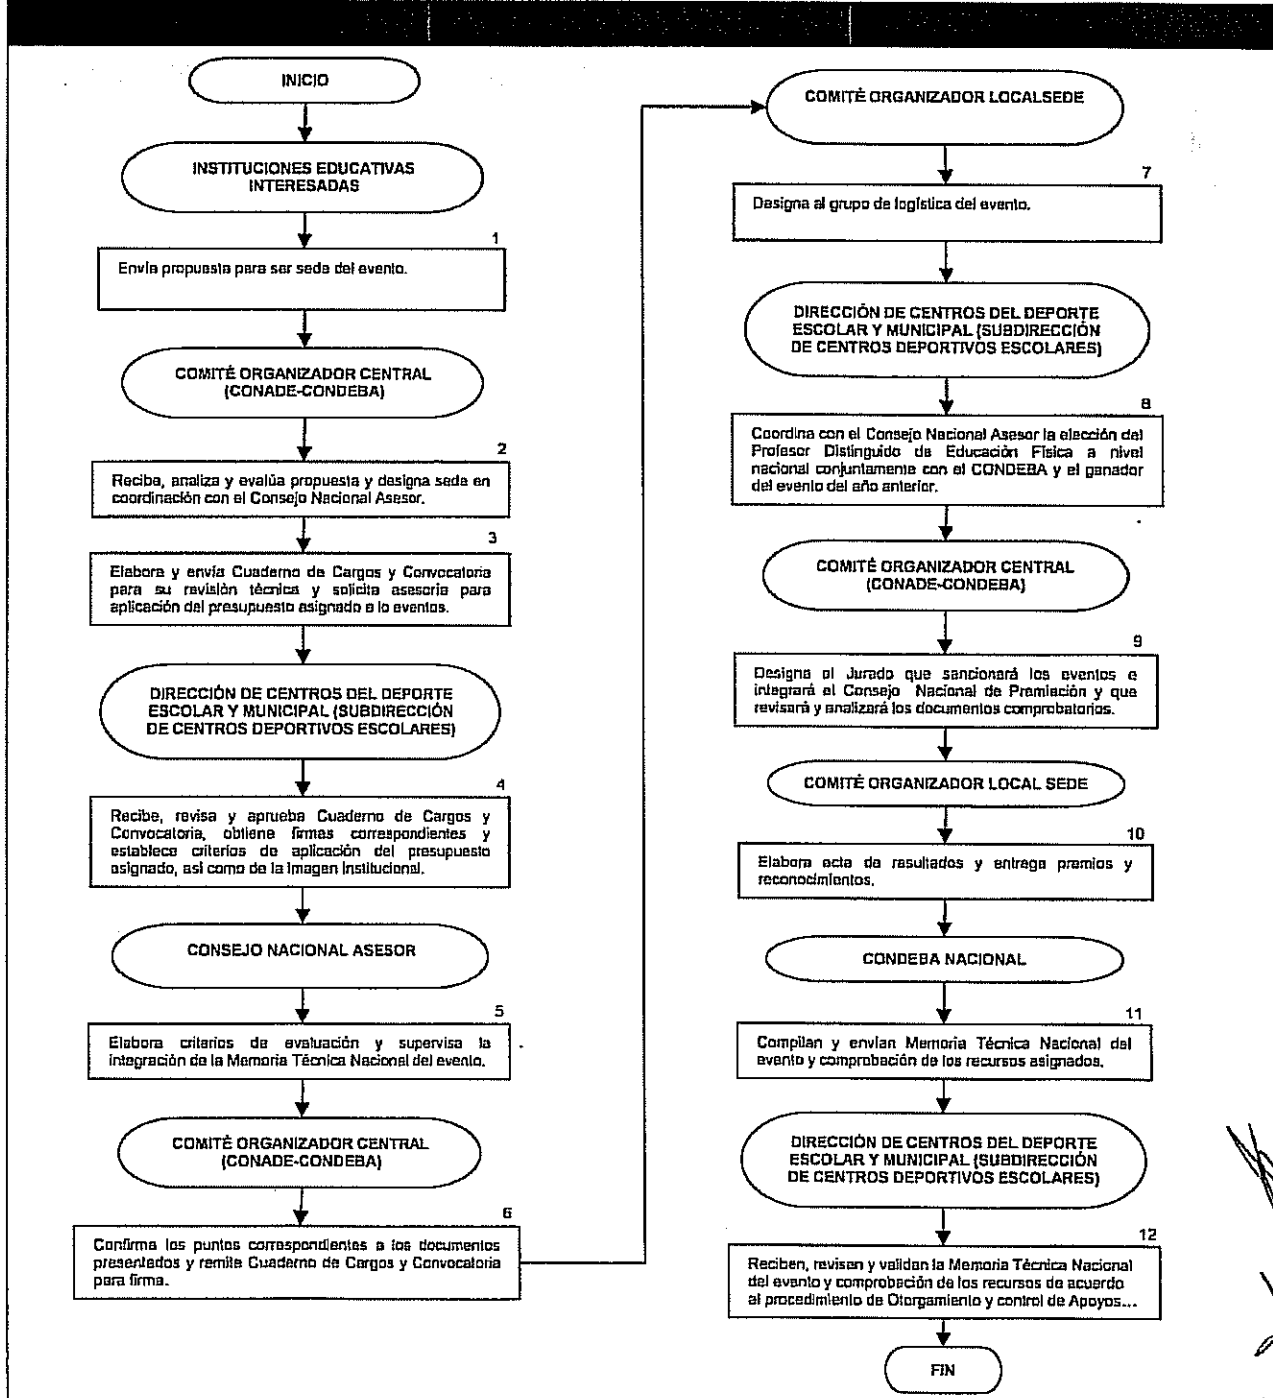 INICIO
INSTITUCIONES EDUCATIVAS
INTERESADAS
1
Envía propuesta para ser sede del evento.
COMITÉ ORGANIZADOR CENTRAL
(CONADE-CONDEBA)
2
Recibe, analiza y evalúa propuesta y designa sede en
coordinación con el Consejo Nacional Asesor.
3
Elabora y envía Cuaderno de Cargos y Convocatoria
para su revisión técnica y solicita asesoría para
aplicación del presupuesto asignado a lo eventos.
DIRECCIÓN DE CENTROS DEL DEPORTE
ESCOLAR Y MUNICIPAL (SUBDIRECCIÓN
DE CENTROS DEPORTIVOS ESCOLARES)
4
Recibe, revisa y aprueba Cuaderno de Cargos y
Convocatoria, obtiene firmas correspondientes y
establece criterios de aplicación del presupuesto
asignado, así como de la imagen institucional.
CONSEJO NACIONAL ASESOR
5
Elabora criterios de evaluación y supervisa la
integración de la Memoria Técnica Nacional del evento.
COMITÉ ORGANIZADOR CENTRAL
(CONADE-CONDEBA)
6
Confirma los puntos correspondientes a los documentos
presentados y remite Cuaderno de Cargos y Convocatoria
para firma.
COMITÉ ORGANIZADOR LOCALSEDE
7
Designa al grupo de logística del evento.
DIRECCIÓN DE CENTROS DEL DEPORTE
ESCOLAR Y MUNICIPAL (SUBDIRECCIÓN
DE CENTROS DEPORTIVOS ESCOLARES)
8
Coordina con el Consejo Nacional Asesor la elección del
Profesor Distinguido de Educación Física a nivel
nacional conjuntamente con el CONDEBA y el ganador
del evento del año anterior.
COMITÉ ORGANIZADOR CENTRAL
(CONADE-CONDEBA)
9
Designa al Jurado que sancionará los eventos e
integrará el Consejo Nacional de Premiación y que
revisará y analizará los documentos comprobatorios.
COMITÉ ORGANIZADOR LOCAL SEDE
10
Elabora acta de resultados y entrega premios y
reconocimientos.
CONDEBA NACIONAL
11
Compilan y envían Memoria Técnica Nacional del
evento y comprobación de los recursos asignados.
DIRECCIÓN DE CENTROS DEL DEPORTE
ESCOLAR Y MUNICIPAL (SUBDIRECCIÓN
DE CENTROS DEPORTIVOS ESCOLARES)
12
Reciben, revisan y validan la Memoria Técnica Nacional
del evento y comprobación de los recursos de acuerdo
al procedimiento de Otorgamiento y control de Apoyos...
FIN